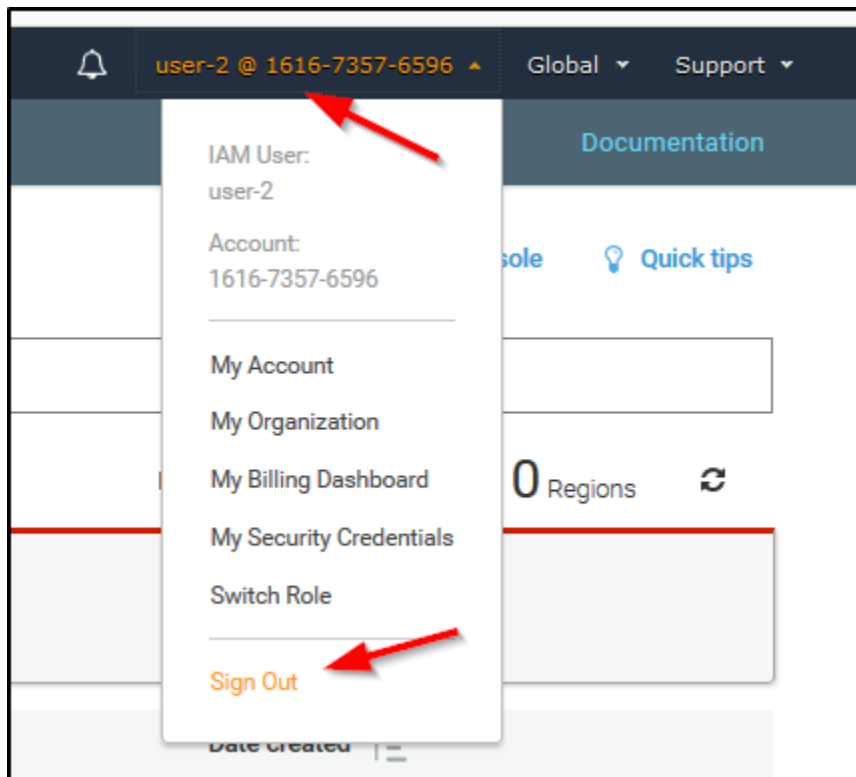 user-2 @ 1616-7357-6596 Global Support
Documentation
IAM User:
user-2
Account:
1616-7357-6596
sole Quick tips
My Account
My Organization
My Billing Dashboard
0 Regions
My Security Credentials
Switch Role
Sign Out
Date created